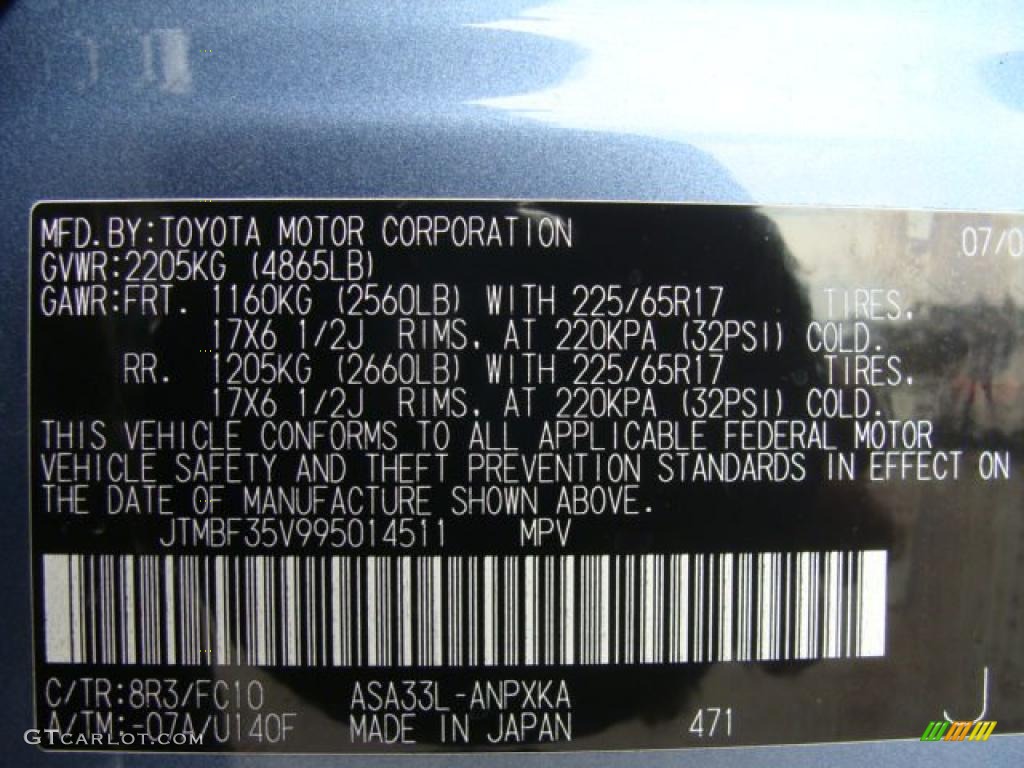 MFD.BY:TOYOTA MOTOR CORPORATION 07/0
GVWR:2205KG (4865LB)
GAWR:FRT. 1160KG (2560LB) WITH 225/65R17 TIRES,
17X6 1/2J RIMS, AT 220KPA (32PSI) COLD.
RR. 1205KG (2660LB) WITH 225/65R17 TIRES,
17X6 1/2J RIMS, AT 220KPA (32PSI) COLD.
THIS VEHICLE CONFORMS TO ALL APPLICABLE FEDERAL MOTOR
VEHICLE SAFETY AND THEFT PREVENTION STANDARDS IN EFFECT ON
THE DATE OF MANUFACTURE SHOWN ABOVE.
JTMBF35V995014511 MPV
C/TR:8R3/FC10 ASA33L-ANPXKA
A/TM:-07A/U140F MADE IN JAPAN 471 J
GTCarLot.com